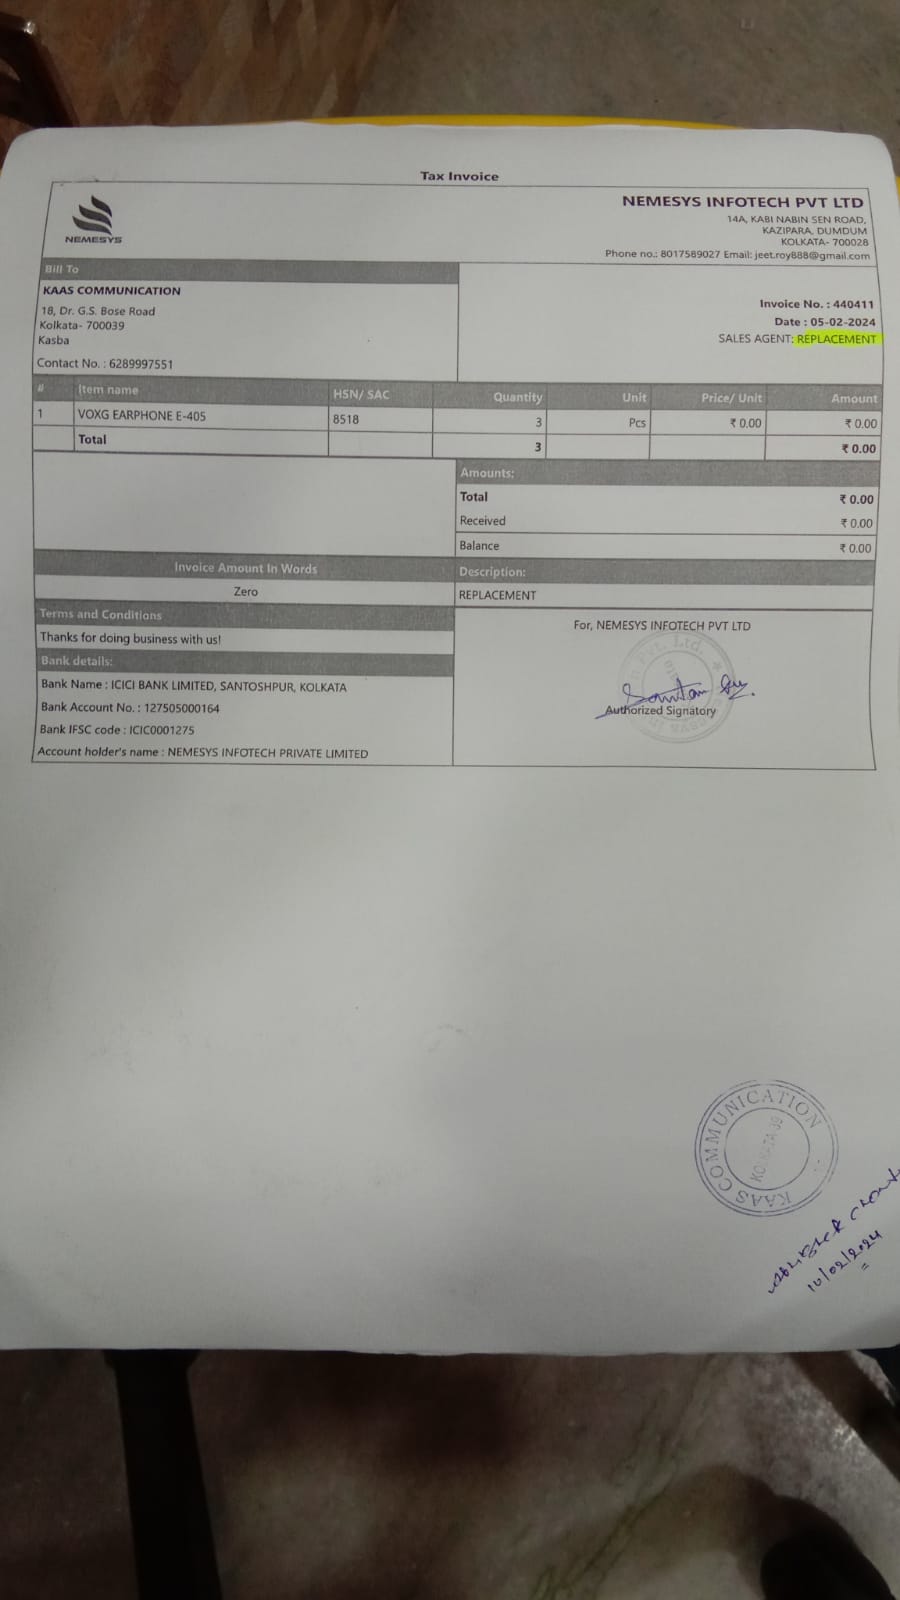 Tax Invoice
NEMESYS
NEMESYS INFOTECH PVT LTD
14A, KABI NABIN SEN ROAD,
KAZIPARA, DUMDUM
KOLKATA- 700028
Phone no.: 8017589027 Email: jeet.roy888@gmail.com
Bill To
KAAS COMMUNICATION
18, Dr. G.S. Bose Road
Kolkata- 700039
Kasba
Contact No. : 6289997551
Invoice No. : 440411
Date : 05-02-2024
SALES AGENT: REPLACEMENT
# Item name HSN/ SAC Quantity Unit Price/ Unit Amount
1 VOXG EARPHONE E-405 8518 3 Pcs ₹ 0.00 ₹ 0.00
Total 3 ₹ 0.00
Amounts:
Total ₹ 0.00
Received ₹ 0.00
Balance ₹ 0.00
Invoice Amount In Words
Zero
Description:
REPLACEMENT
Terms and Conditions
Thanks for doing business with us!
Bank details:
Bank Name : ICICI BANK LIMITED, SANTOSHPUR, KOLKATA
Bank Account No. : 127505000164
Bank IFSC code : ICIC0001275
Account holder's name : NEMESYS INFOTECH PRIVATE LIMITED
For, NEMESYS INFOTECH PVT LTD
Pvt. Ltd.
Authorized Signatory
KAAS COMMUNICATION
KOLKATA-39
10/02/2024